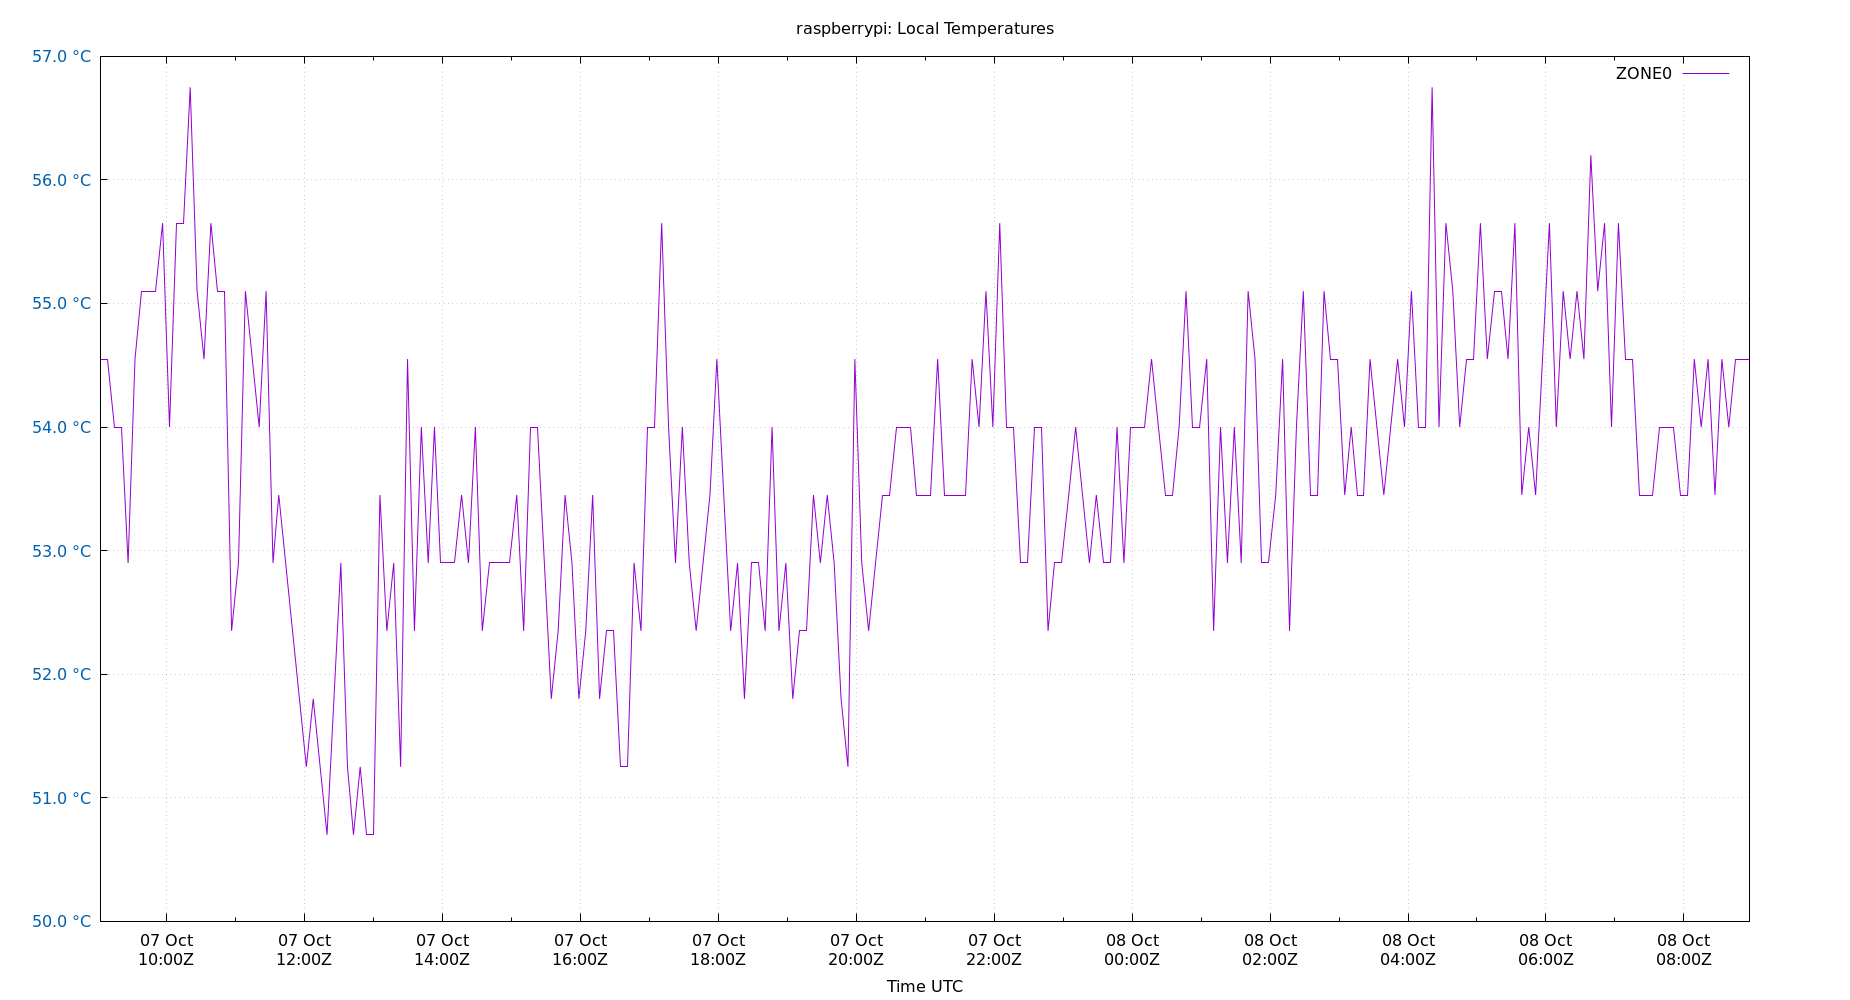 raspberrypi: Local Temperatures
ZONE0
57.0 °C
56.0 °C
55.0 °C
54.0 °C
53.0 °C
52.0 °C
51.0 °C
50.0 °C
07 Oct 07 Oct 07 Oct 07 Oct 07 Oct 07 Oct 07 Oct 08 Oct 08 Oct 08 Oct 08 Oct 08 Oct
10:00Z 12:00Z 14:00Z 16:00Z 18:00Z 20:00Z 22:00Z 00:00Z 02:00Z 04:00Z 06:00Z 08:00Z
Time UTC